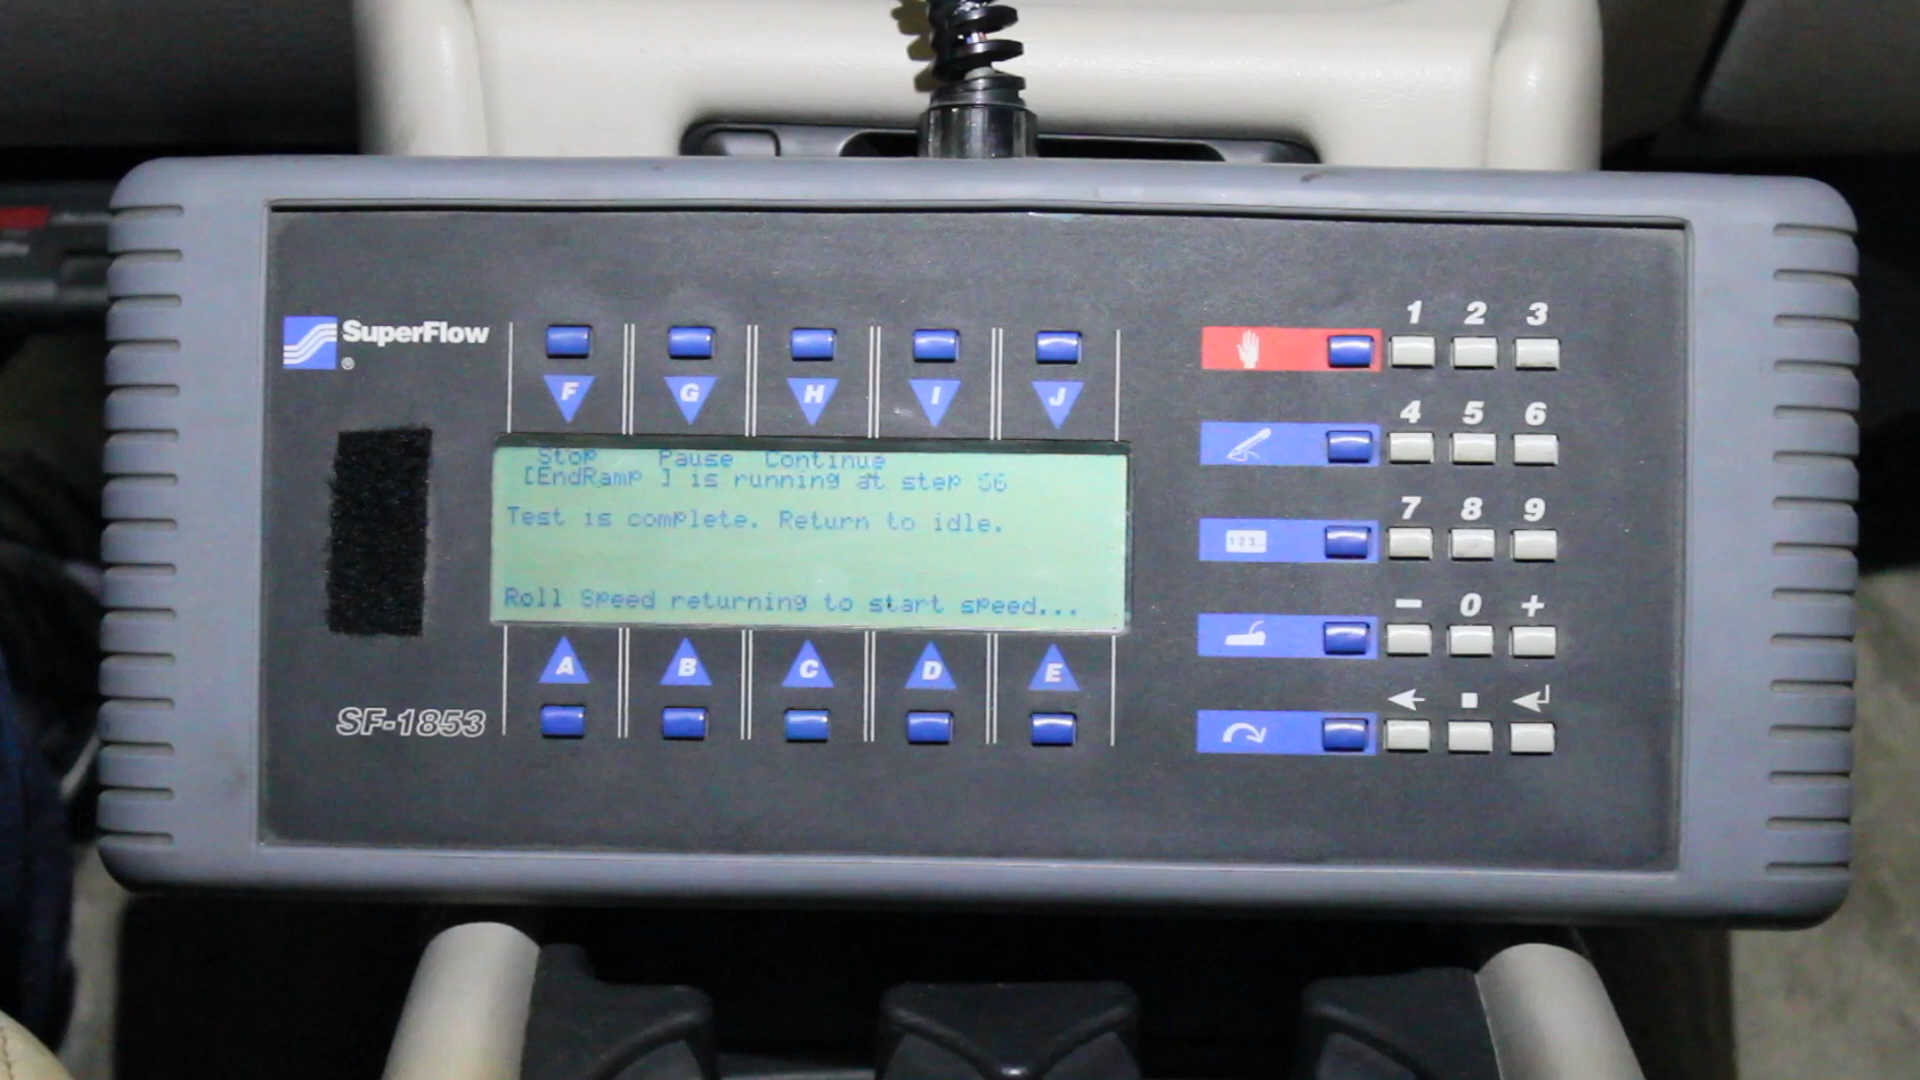 1 2 3
SuperFlow
®
F G H I J
4 5 6
Stop Pause Continue
[EndRamp ] is running at step S6
Test is complete. Return to idle.
7 8 9
123...
Roll Speed returning to start speed...
- 0 +
A B C D E
SF-1853